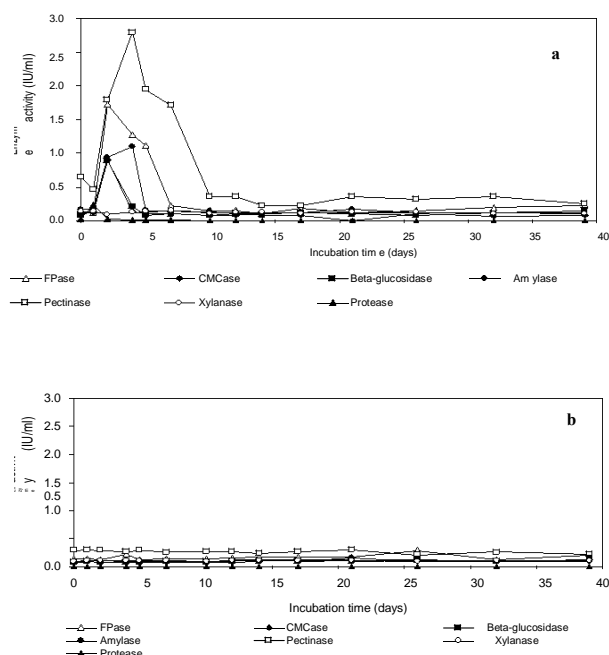 3.0
a
2.5
2.0
activity (IU/ml)
e
1.5
1.0
0.5
0.0
0 5 10 15 20 25 30 35 40
Incubation tim e (days)
FPase CMCase Beta-glucosidase Am ylase
Pectinase Xylanase Protease
3.0
b
2.5
(IU/ml)
2.0
1.5
y
0.5
1.0
0.0
0 5 10 15 20 25 30 35 40
Incubation time (days)
FPase CMCase Beta-glucosidase
Amylase Pectinase Xylanase
Protease